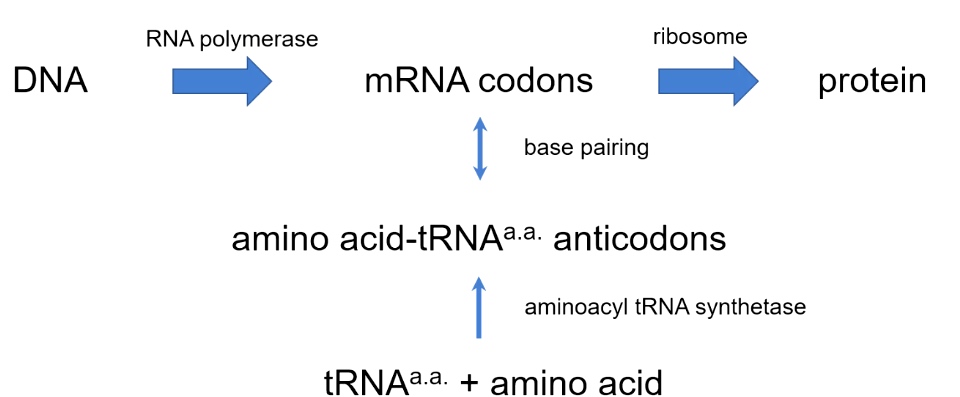 RNA polymerase
ribosome
DNA
mRNA codons
protein
base pairing
amino acid-tRNAᵃ·ᵃ· anticodons
aminoacyl tRNA synthetase
tRNAᵃ·ᵃ· + amino acid